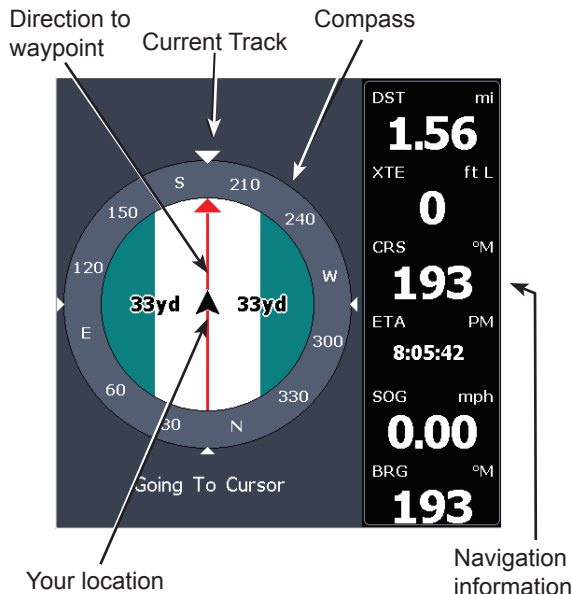 Direction to
waypoint
Current Track
Compass
DST mi
1.56
XTE ft L
0
CRS °M
193
ETA PM
8:05:42
SOG mph
0.00
BRG °M
193
S
210
240
W
300
330
N
30
60
E
120
150
33yd 33yd
Going To Cursor
Your location
Navigation
information